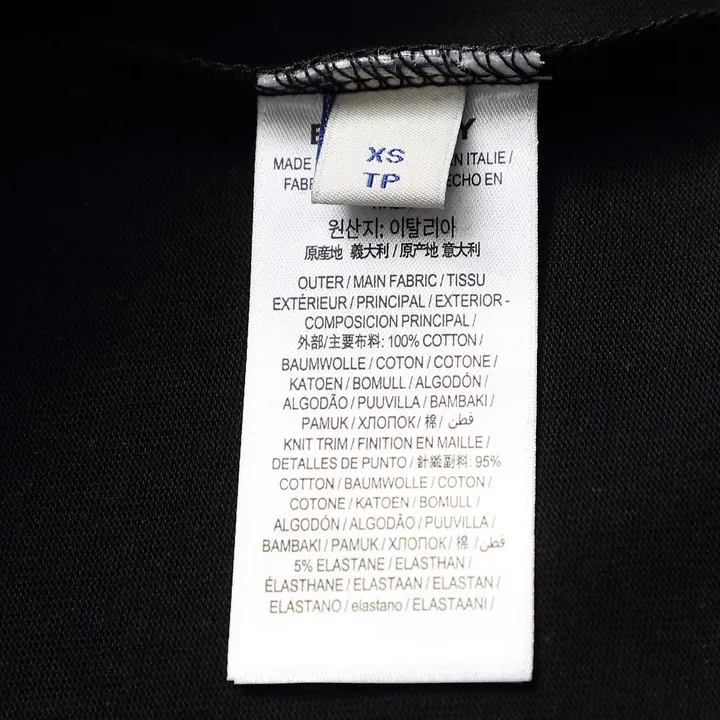 XS
TP
MADE
N ITALIE /
FABR
ECHO EN
원산지: 이탈리아
原産地 義大利 / 原产地 意大利
OUTER / MAIN FABRIC / TISSU
EXTÉRIEUR / PRINCIPAL / EXTERIOR -
COMPOSICION PRINCIPAL /
外部/主要布料: 100% COTTON /
BAUMWOLLE / COTON / COTONE /
KATOEN / BOMULL / ALGODÓN /
ALGODÃO / PUUVILLA / BAMBAKI /
PAMUK / ХЛОПОК / 棉 / قطن
KNIT TRIM / FINITION EN MAILLE /
DETALLES DE PUNTO / 針織副料: 95%
COTTON / BAUMWOLLE / COTON /
COTONE / KATOEN / BOMULL /
ALGODÓN / ALGODÃO / PUUVILLA /
BAMBAKI / PAMUK / ХЛОПОК / 棉 / قطن
5% ELASTANE / ELASTHAN /
ÉLASTHANE / ELASTAAN / ELASTAN /
ELASTANO / elastano / ELASTAANI /